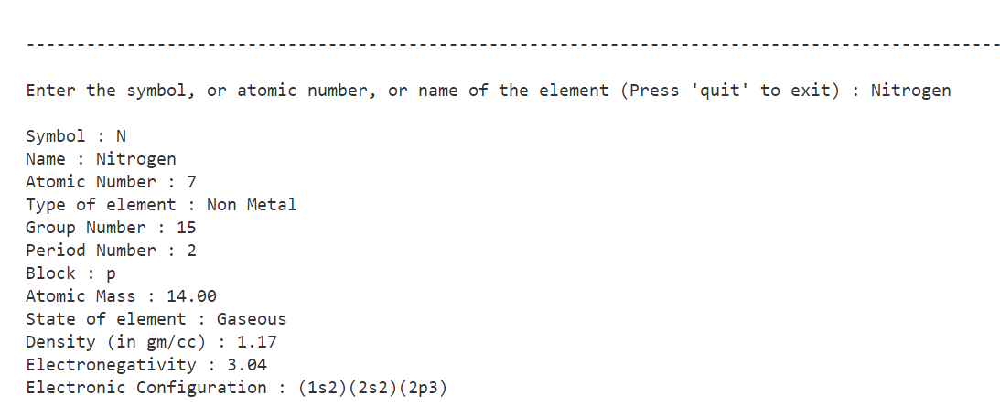 ----------------------------------------------------------------------------------------------------
Enter the symbol, or atomic number, or name of the element (Press 'quit' to exit) : Nitrogen
Symbol : N
Name : Nitrogen
Atomic Number : 7
Type of element : Non Metal
Group Number : 15
Period Number : 2
Block : p
Atomic Mass : 14.00
State of element : Gaseous
Density (in gm/cc) : 1.17
Electronegativity : 3.04
Electronic Configuration : (1s2)(2s2)(2p3)